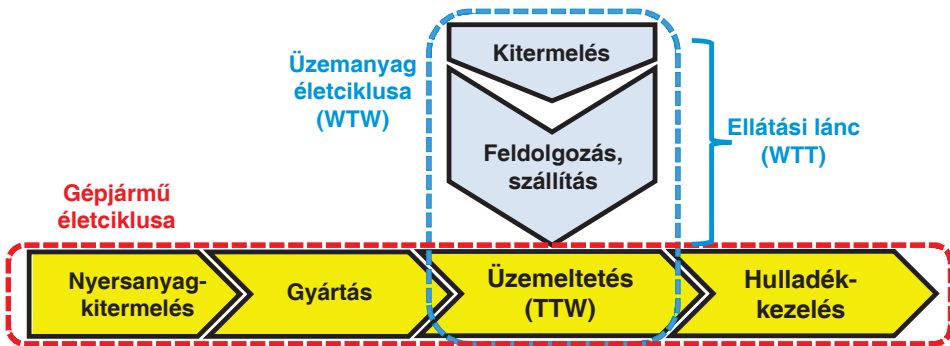 Kitermelés
Üzemanyag
életciklusa
(WTW)
Feldolgozás,
szállítás
Ellátási lánc
(WTT)
Gépjármű
életciklusa
Nyersanyag-
kitermelés
Gyártás
Üzemeltetés
(TTW)
Hulladék-
kezelés